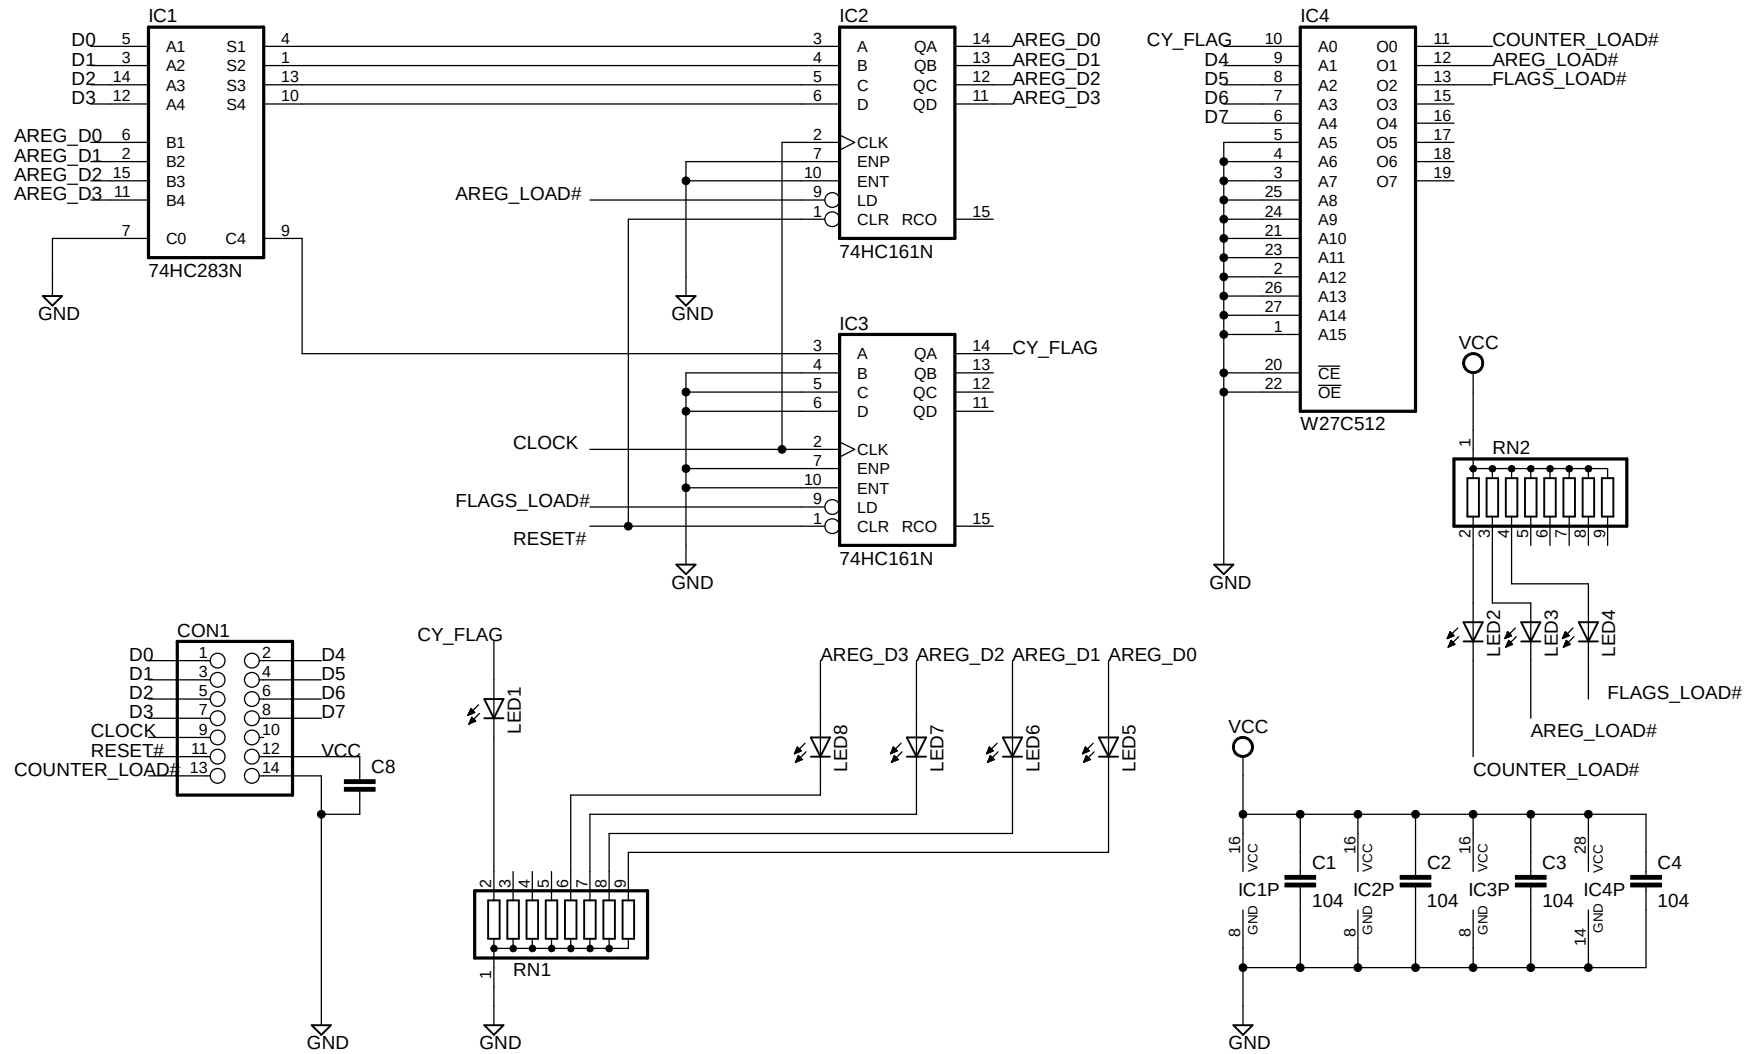 IC1
D0 5 A1 S1 4
D1 3 A2 S2 1
D2 14 A3 S3 13
D3 12 A4 S4 10
AREG_D0 6 B1
AREG_D1 2 B2
AREG_D2 15 B3
AREG_D3 11 B4
7 C0 C4 9
74HC283N
GND
IC2
3 A QA 14 AREG_D0
4 B QB 13 AREG_D1
5 C QC 12 AREG_D2
6 D QD 11 AREG_D3
2 CLK
7 ENP
10 ENT
AREG_LOAD# 9 LD
1 CLR RCO 15
74HC161N
GND
IC3
3 A QA 14 CY_FLAG
4 B QB 13
5 C QC 12
6 D QD 11
CLOCK 2 CLK
7 ENP
10 ENT
FLAGS_LOAD# 9 LD
RESET# 1 CLR RCO 15
74HC161N
GND
IC4
CY_FLAG 10 A0 O0 11 COUNTER_LOAD#
D4 9 A1 O1 12 AREG_LOAD#
D5 8 A2 O2 13 FLAGS_LOAD#
D6 7 A3 O3 15
D7 6 A4 O4 16
5 A5 O5 17
4 A6 O6 18
3 A7 O7 19
25 A8
24 A9
21 A10
23 A11
2 A12
26 A13
27 A14
1 A15
20 CE
22 OE
W27C512
GND
VCC
1
RN2
2 3 4 5 6 7 8 9
LED2 LED3 LED4
FLAGS_LOAD#
AREG_LOAD#
COUNTER_LOAD#
CON1
D0 1 2 D4
D1 3 4 D5
D2 5 6 D6
D3 7 8 D7
CLOCK 9 10
RESET# 11 12 VCC
COUNTER_LOAD# 13 14
C8
GND
CY_FLAG
LED1
AREG_D3 AREG_D2 AREG_D1 AREG_D0
LED8 LED7 LED6 LED5
2 3 4 5 6 7 8 9
RN1
1
GND
VCC
16 VCC 16 VCC 16 VCC 28 VCC
C1 C2 C3 C4
IC1P IC2P IC3P IC4P
104 104 104 104
8 GND 8 GND 8 GND 14 GND
GND